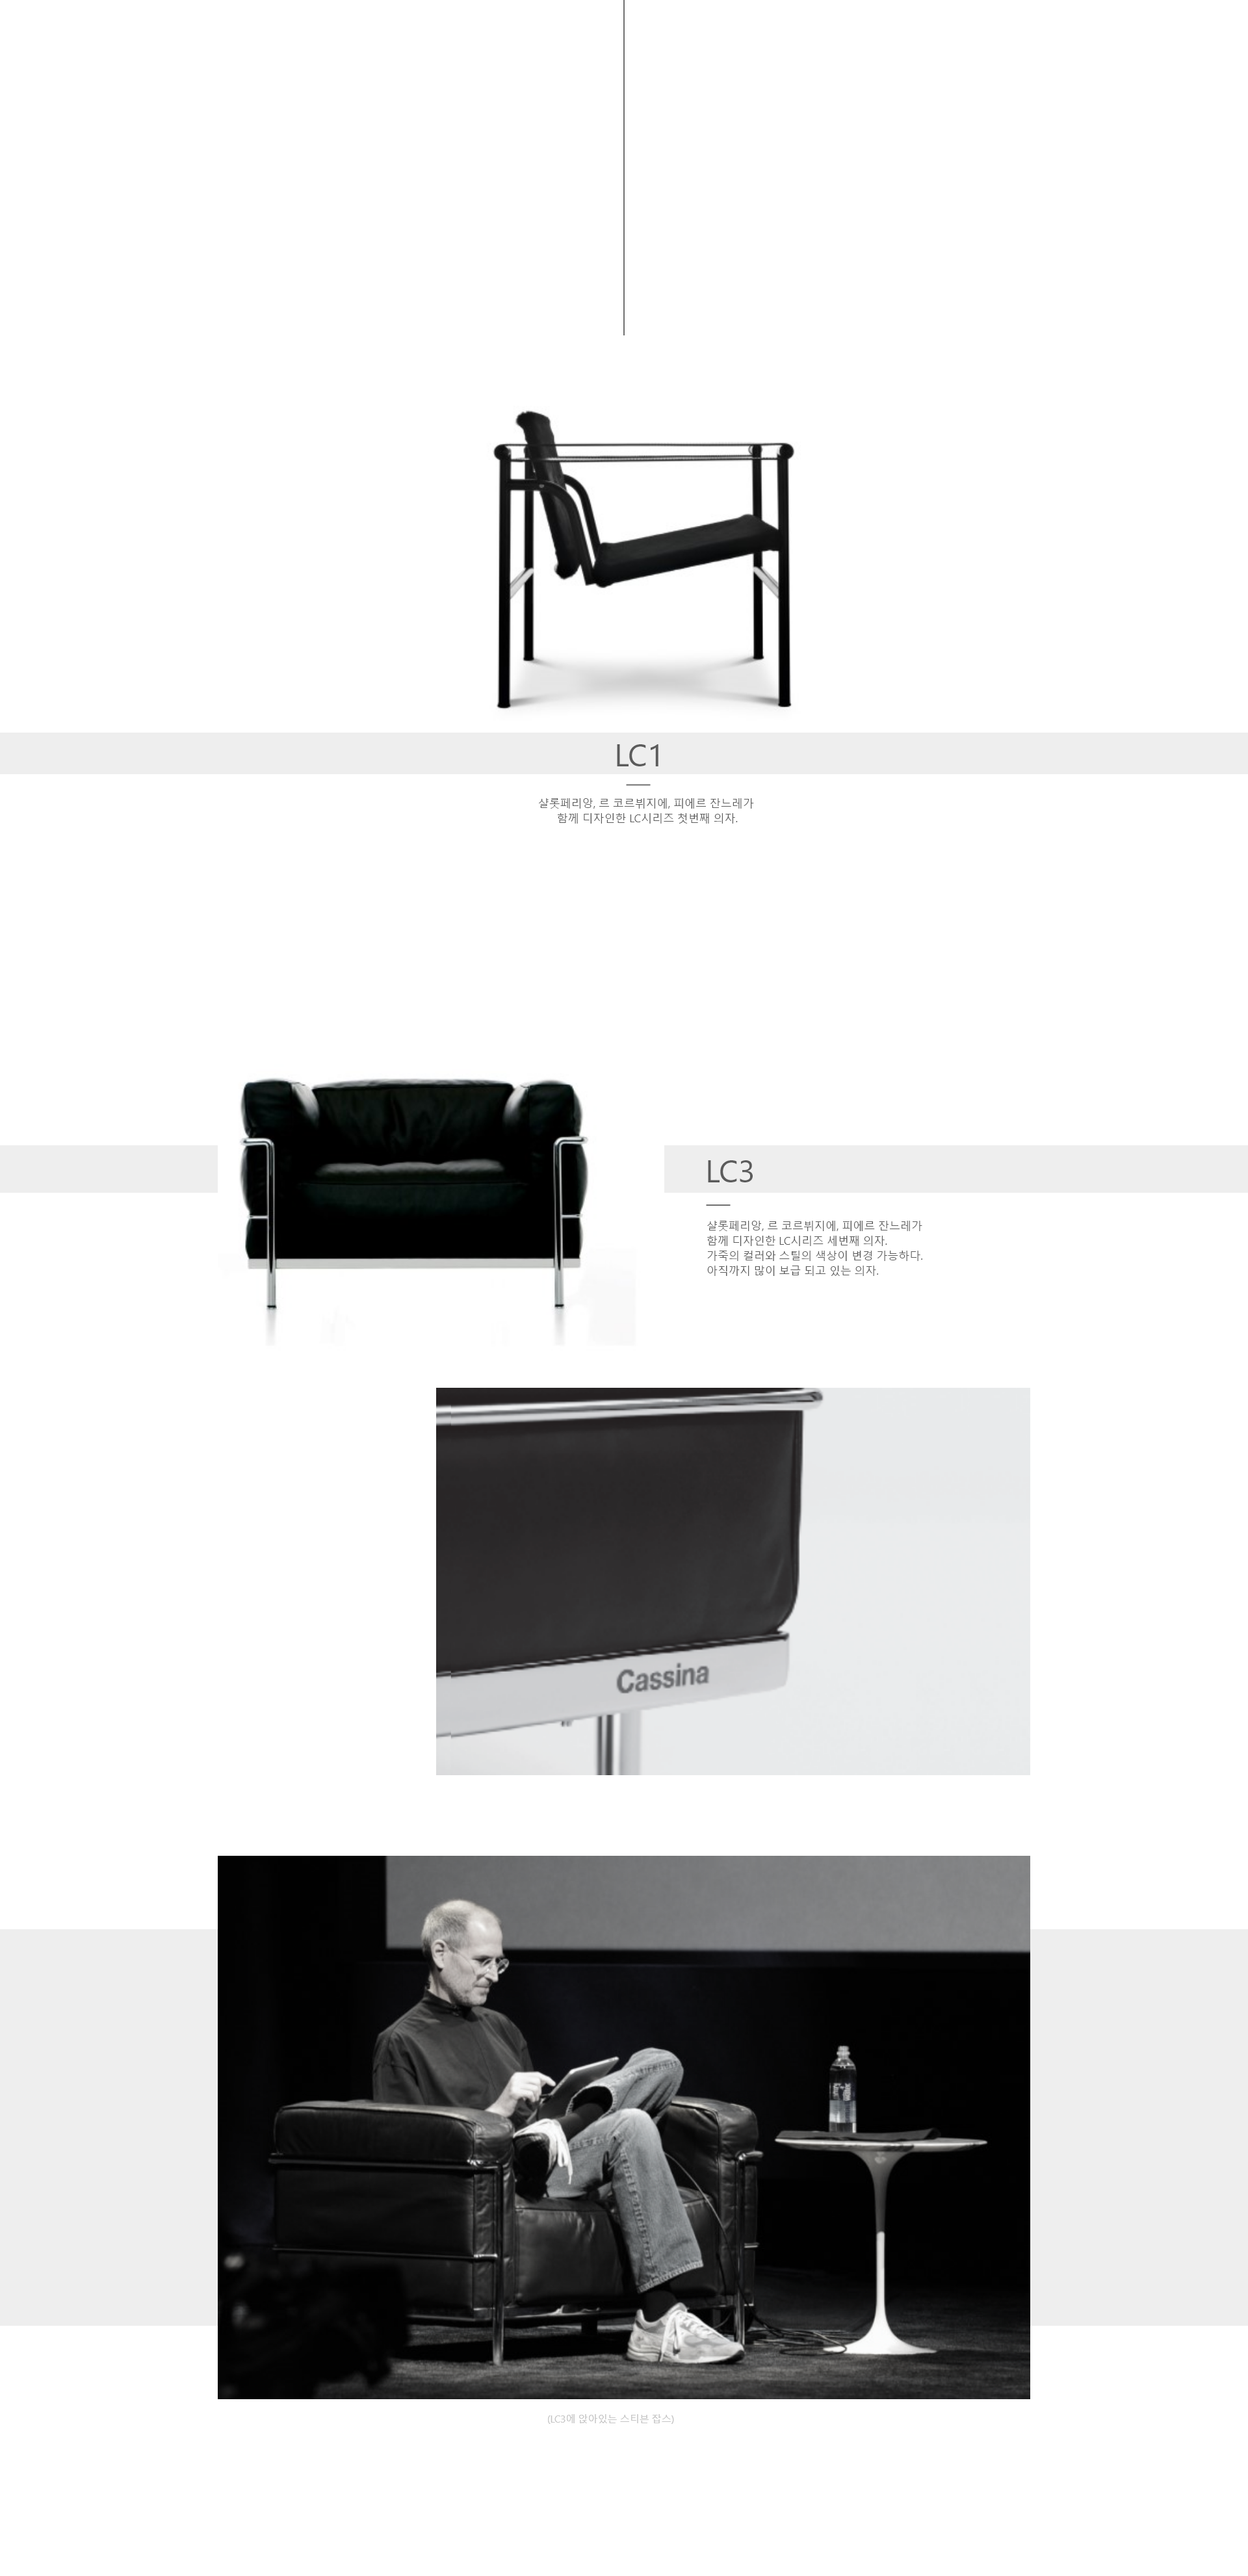 LC1
샬롯페리앙, 르 코르뷔지에, 피에르 잔느레가
함께 디자인한 LC시리즈 첫번째 의자.
LC3
샬롯페리앙, 르 코르뷔지에, 피에르 잔느레가
함께 디자인한 LC시리즈 세번째 의자.
가죽의 컬러와 스틸의 색상이 변경 가능하다.
아직까지 많이 보급 되고 있는 의자.
Cassina
(LC3에 앉아있는 스티븐 잡스)